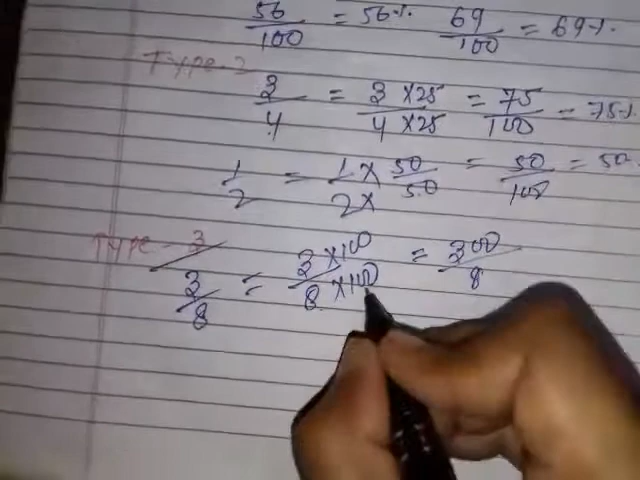 56/100 = 56% 69/100 = 69%
Type-2
3/4 = 3 ×25/4 ×25 = 75/100 = 75%
1/2 = 1 × 50/2 × 50 = 50/100 = 50%
Type-3
3/8 = 3 ×100/8 ×100 = 300/8